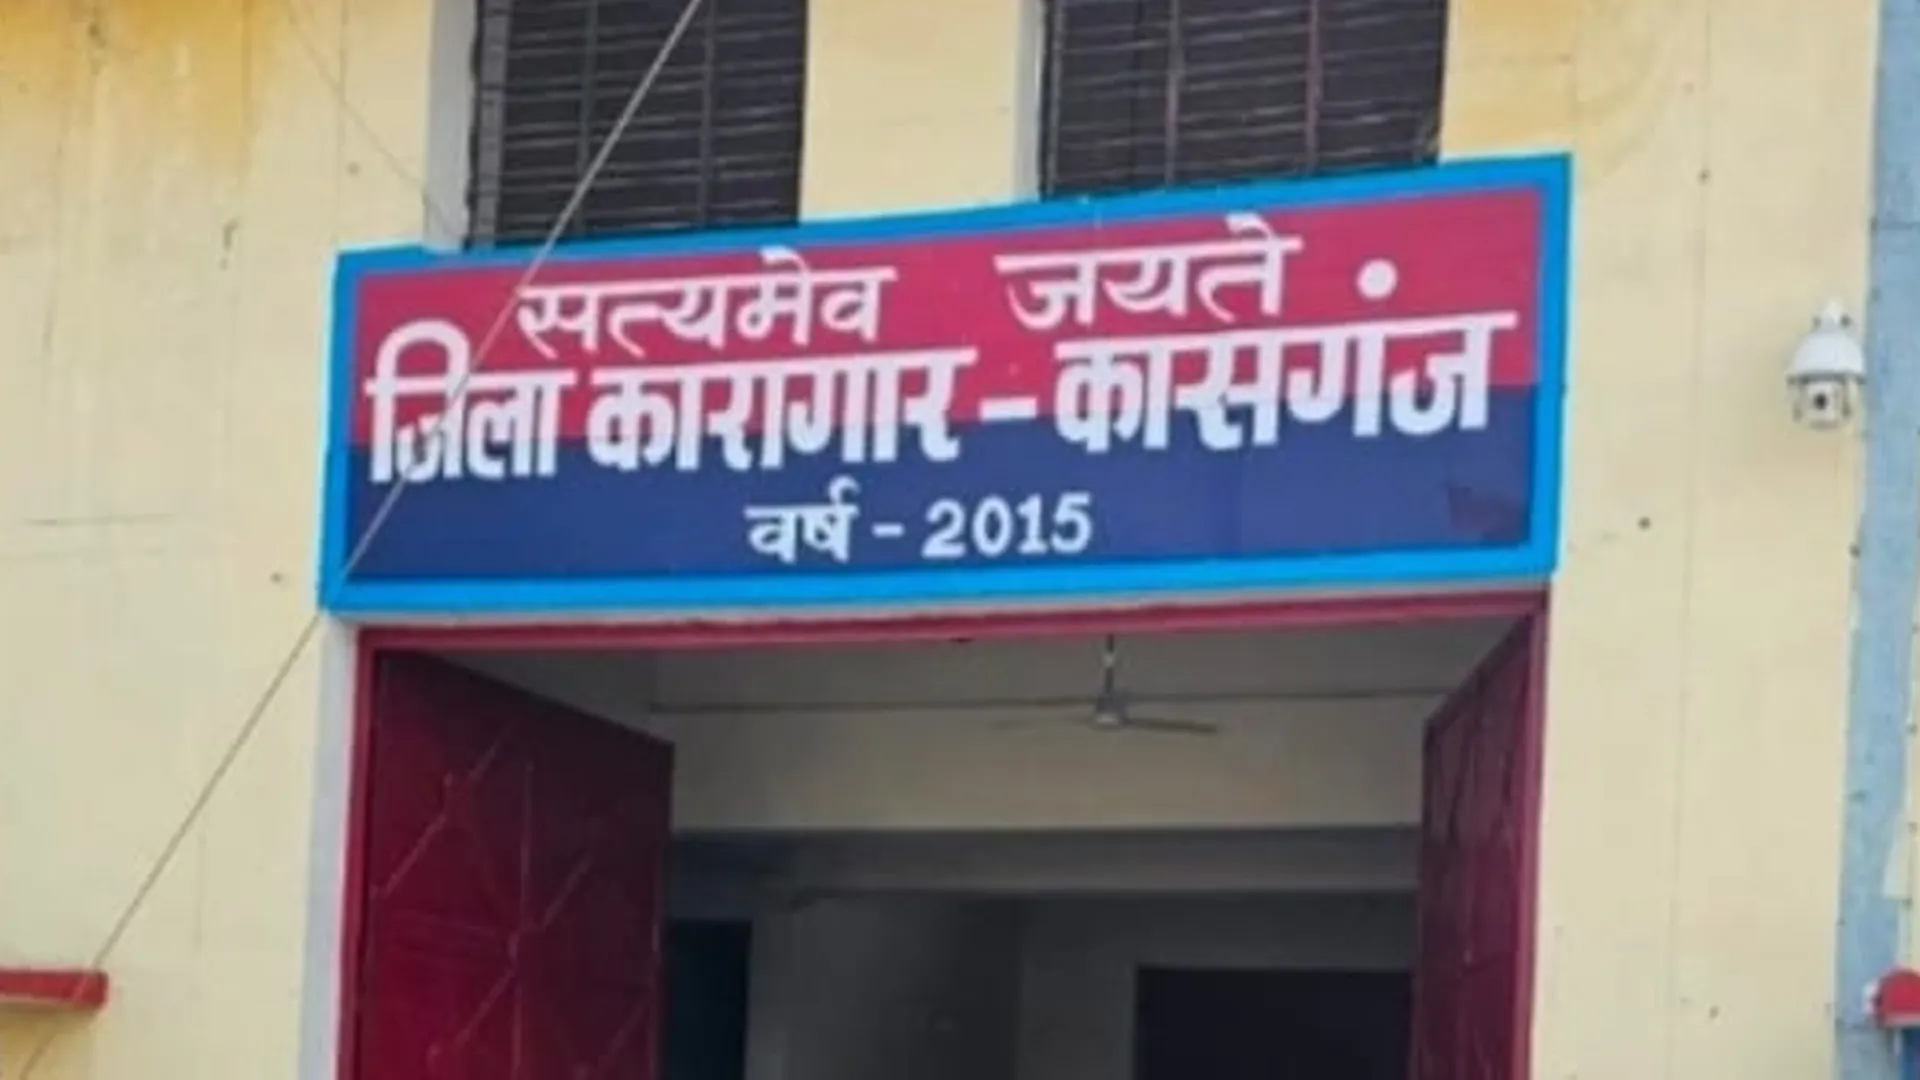 सत्यमेव जयते
जिला कारागार - कासगंज
वर्ष - 2015